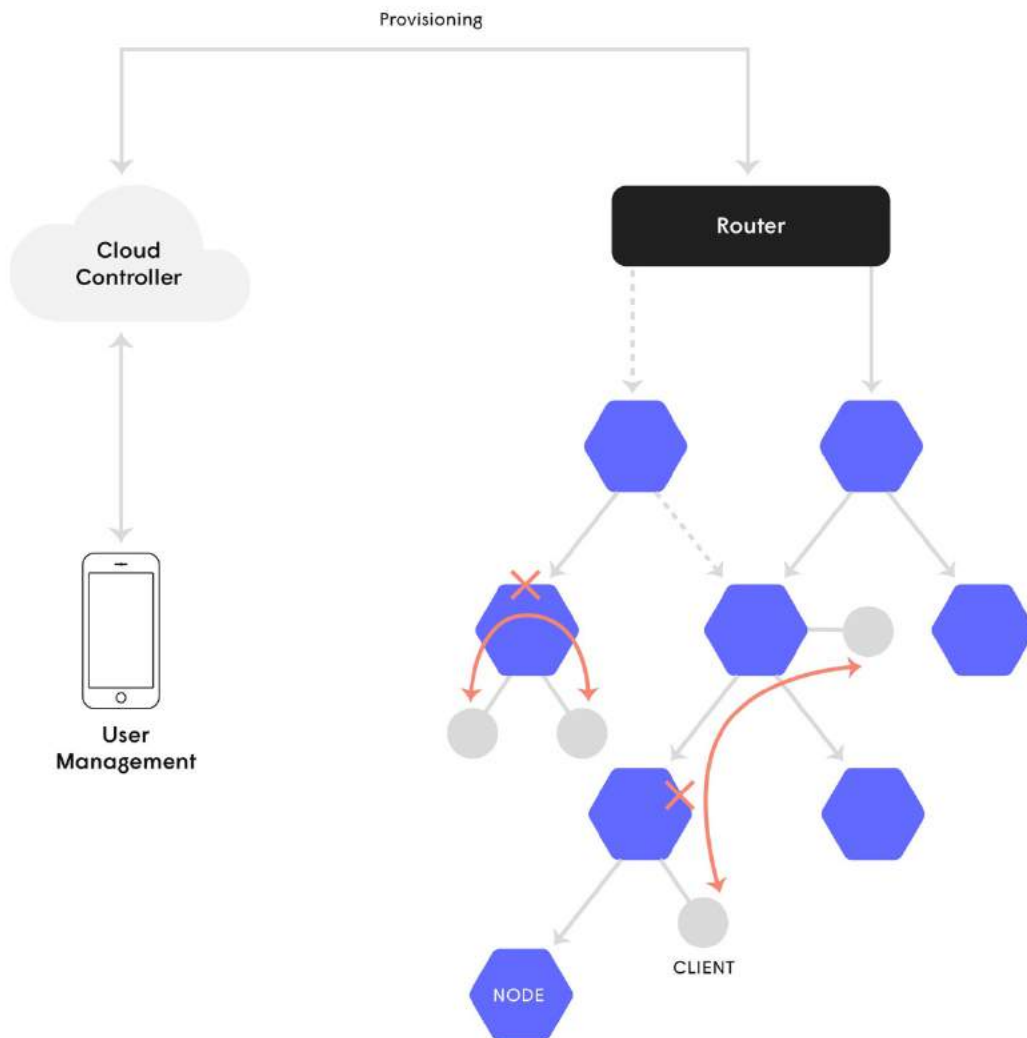 Provisioning
Cloud
Controller
Router
User
Management
CLIENT
NODE